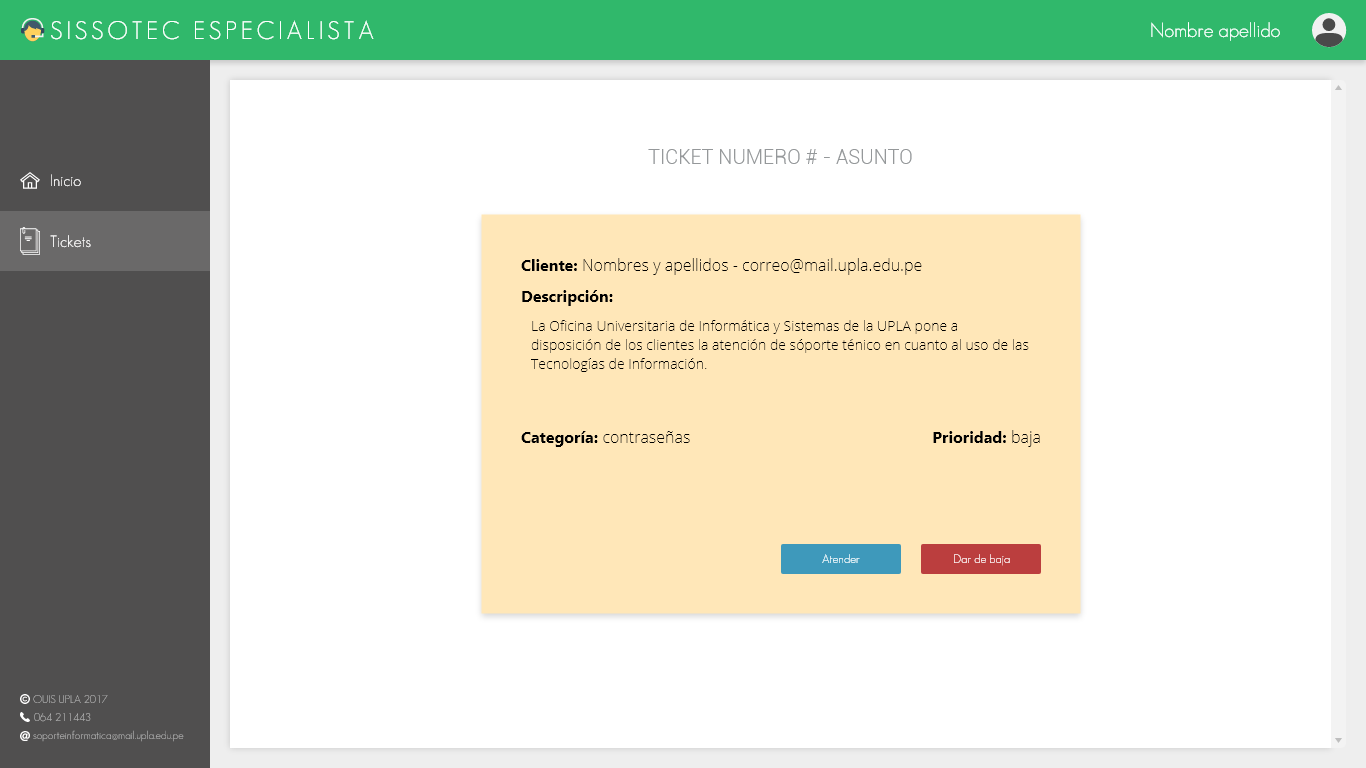 SISSOTEC ESPECIALISTA
Nombre apellido
Inicio
Tickets
TICKET NUMERO # - ASUNTO
Cliente: Nombres y apellidos - correo@mail.upla.edu.pe
Descripción:
La Oficina Universitaria de Informática y Sistemas de la UPLA pone a
disposición de los clientes la atención de sóporte ténico en cuanto al uso de las
Tecnologías de Información.
Categoría: contraseñas
Prioridad: baja
Atender
Dar de baja
© OUIS UPLA 2017
064 211443
@ soporteinformatica@mail.upla.edu.pe